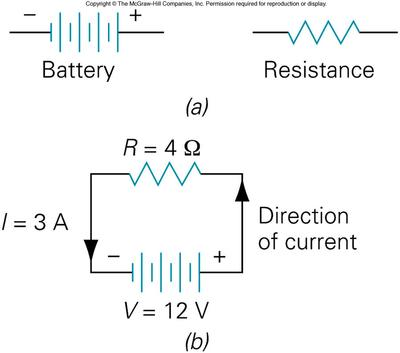 Copyright © The McGraw-Hill Companies, Inc. Permission required for reproduction or display.
− +
Battery
Resistance
(a)
R = 4 Ω
I = 3 A
Direction
of current
− +
V = 12 V
(b)